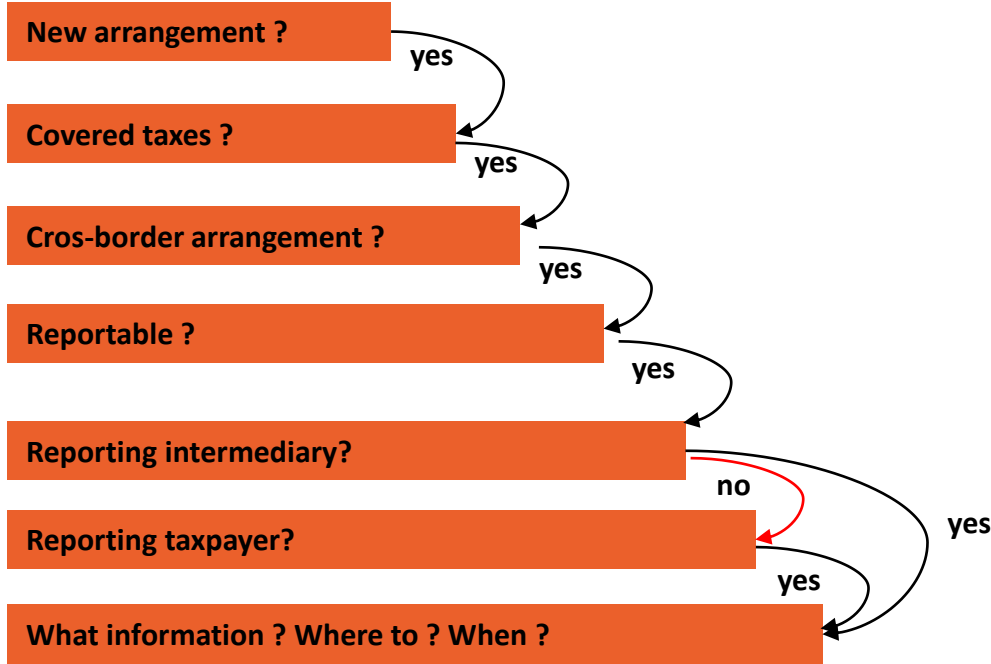 New arrangement ?
yes
Covered taxes ?
yes
Cros-border arrangement ?
yes
Reportable ?
yes
Reporting intermediary?
no
yes
Reporting taxpayer?
yes
What information ? Where to ? When ?